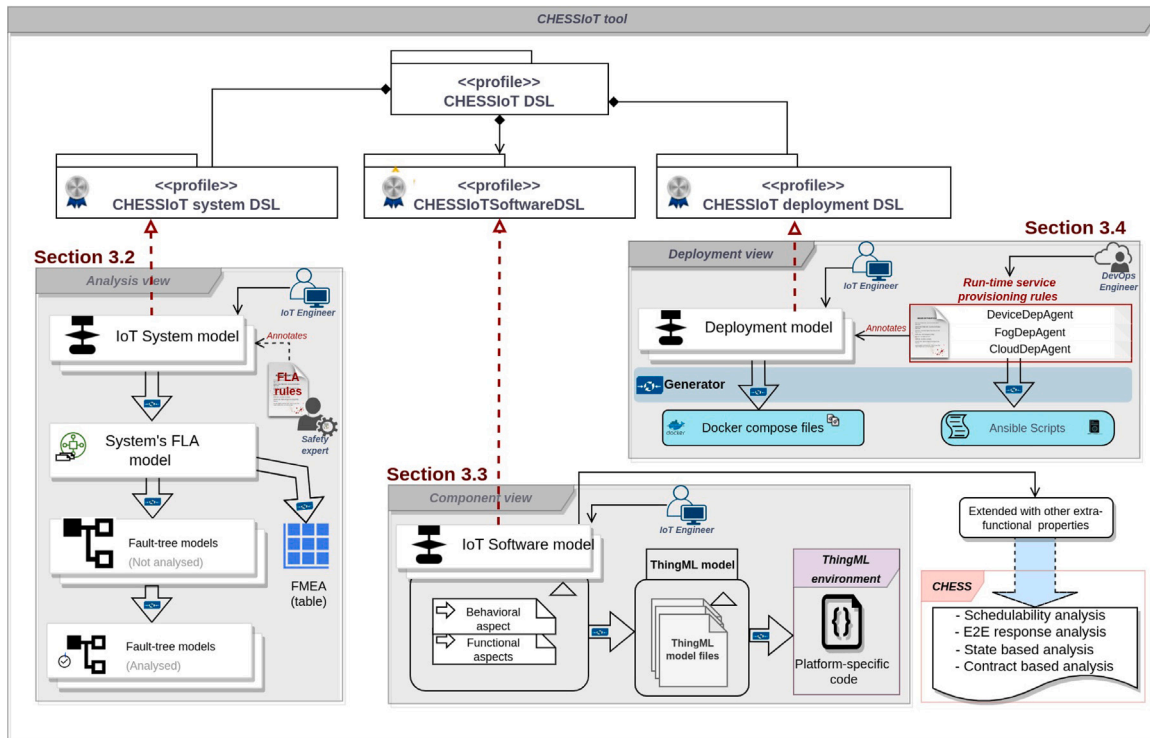 CHESSIoT tool
<<profile>>
CHESSIoT DSL
<<profile>>
CHESSIoT system DSL
<<profile>>
CHESSIoTSoftwareDSL
<<profile>>
CHESSIoT deployment DSL
Section 3.2
Analysis view
IoT Engineer
IoT System model
Annotates
FLA
rules
Safety
expert
System's FLA
model
Fault-tree models
(Not analysed)
FMEA
(table)
Fault-tree models
(Analysed)
Section 3.4
Deployment view
IoT Engineer
DevOps
Engineer
Run-time service
provisioning rules
Deployment model
Annotates
DeviceDepAgent
FogDepAgent
CloudDepAgent
Generator
docker
Docker compose files
Ansible Scripts
Section 3.3
Component view
IoT Engineer
IoT Software model
Behavioral
aspect
Functional
aspects
ThingML model
ThingML
model files
ThingML
environment
{}
Platform-specific
code
Extended with other extra-
functional properties
CHESS
- Schedulability analysis
- E2E response analysis
- State based analysis
- Contract based analysis